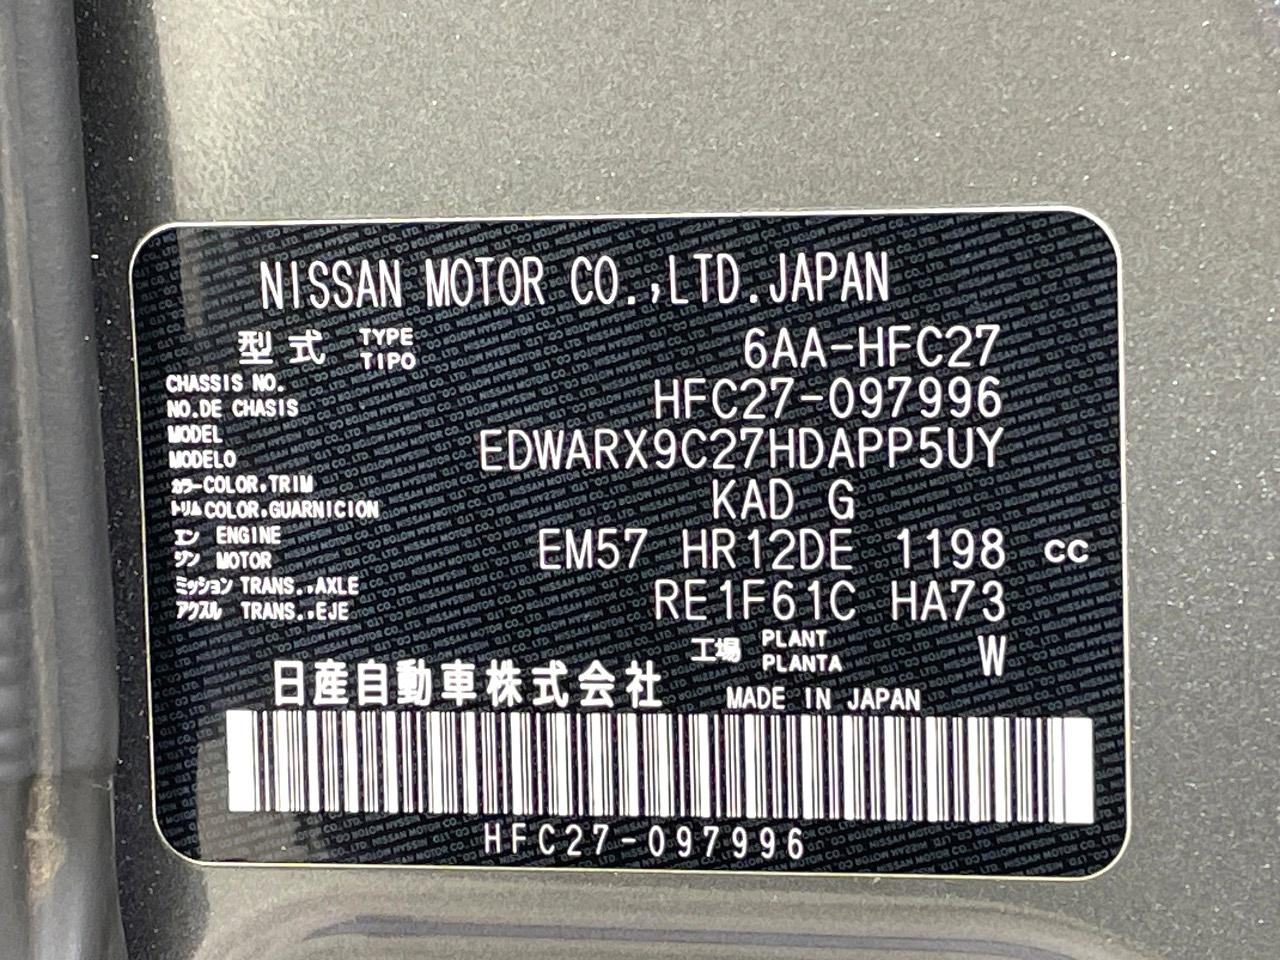 NISSAN MOTOR CO.,LTD.JAPAN
型式 TYPE TIPO 6AA-HFC27
CHASSIS NO. NO.DE CHASIS HFC27-097996
MODEL MODELO EDWARX9C27HDAPP5UY
カラー COLOR,TRIM トリム COLOR,GUARNICION KAD G
エンジン ENGINE MOTOR EM57 HR12DE 1198 cc
ミッション TRANS.,AXLE アクスル TRANS.,EJE RE1F61C HA73
工場 PLANT PLANTA W
日産自動車株式会社 MADE IN JAPAN
HFC27-097996